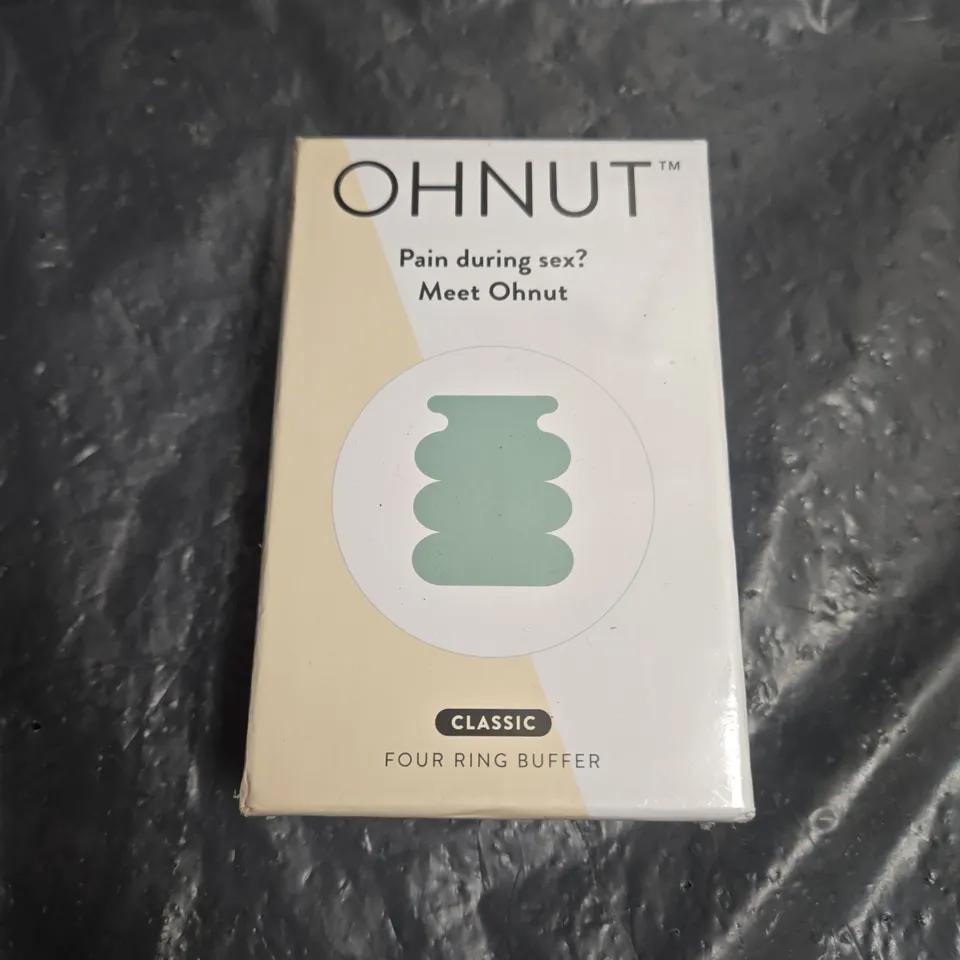 OHNUT™
Pain during sex?
Meet Ohnut
CLASSIC
FOUR RING BUFFER